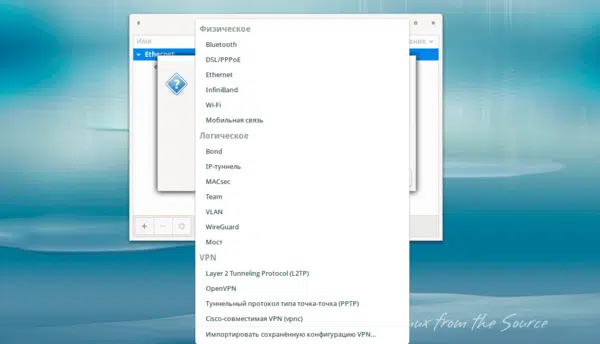 Имя
Ethernet
Физическое
Bluetooth
DSL/PPPoE
Ethernet
InfiniBand
Wi-Fi
Мобильная связь
Логическое
Bond
IP-туннель
MACsec
Team
VLAN
WireGuard
Мост
VPN
Layer 2 Tunneling Protocol (L2TP)
OpenVPN
Туннельный протокол типа точка-точка (PPTP)
Cisco-совместимая VPN (vpnc)
Импортировать сохранённую конфигурацию VPN...
from the Source